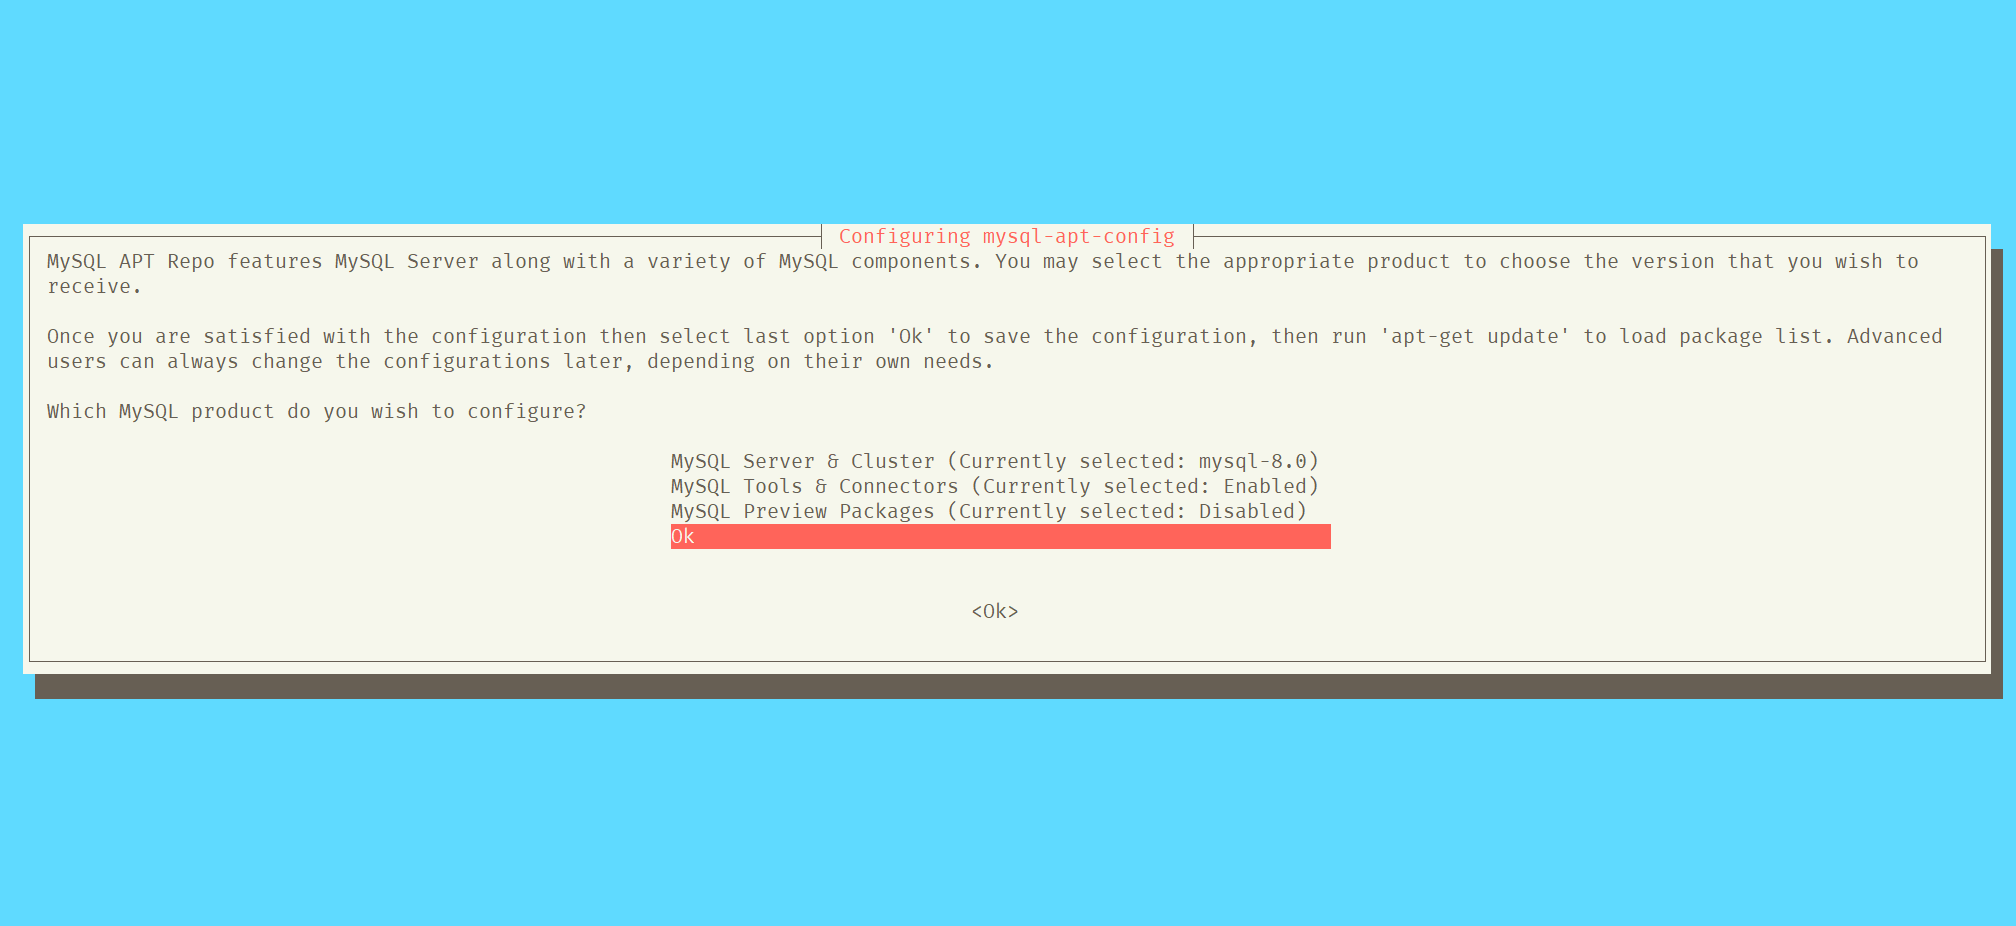 Configuring mysql-apt-config
MySQL APT Repo features MySQL Server along with a variety of MySQL components. You may select the appropriate product to choose the version that you wish to
receive.
Once you are satisfied with the configuration then select last option 'Ok' to save the configuration, then run 'apt-get update' to load package list. Advanced
users can always change the configurations later, depending on their own needs.
Which MySQL product do you wish to configure?
MySQL Server & Cluster (Currently selected: mysql-8.0)
MySQL Tools & Connectors (Currently selected: Enabled)
MySQL Preview Packages (Currently selected: Disabled)
Ok
<Ok>